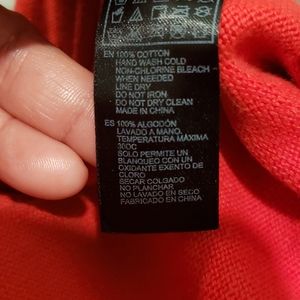 EN 100% COTTON
HAND WASH COLD
NON-CHLORINE BLEACH
WHEN NEEDED
LINE DRY
DO NOT IRON
DO NOT DRY CLEAN
MADE IN CHINA
ES 100% ALGODÓN
LAVADO A MANO.
TEMPERATURA MÁXIMA
30OC
SOLO PERMITE UN
BLANQUEO CON UN
OXIDANTE EXENTO DE
CLORO
SECAR COLGADO
NO PLANCHAR
NO LAVADO EN SECO
FABRICADO EN CHINA